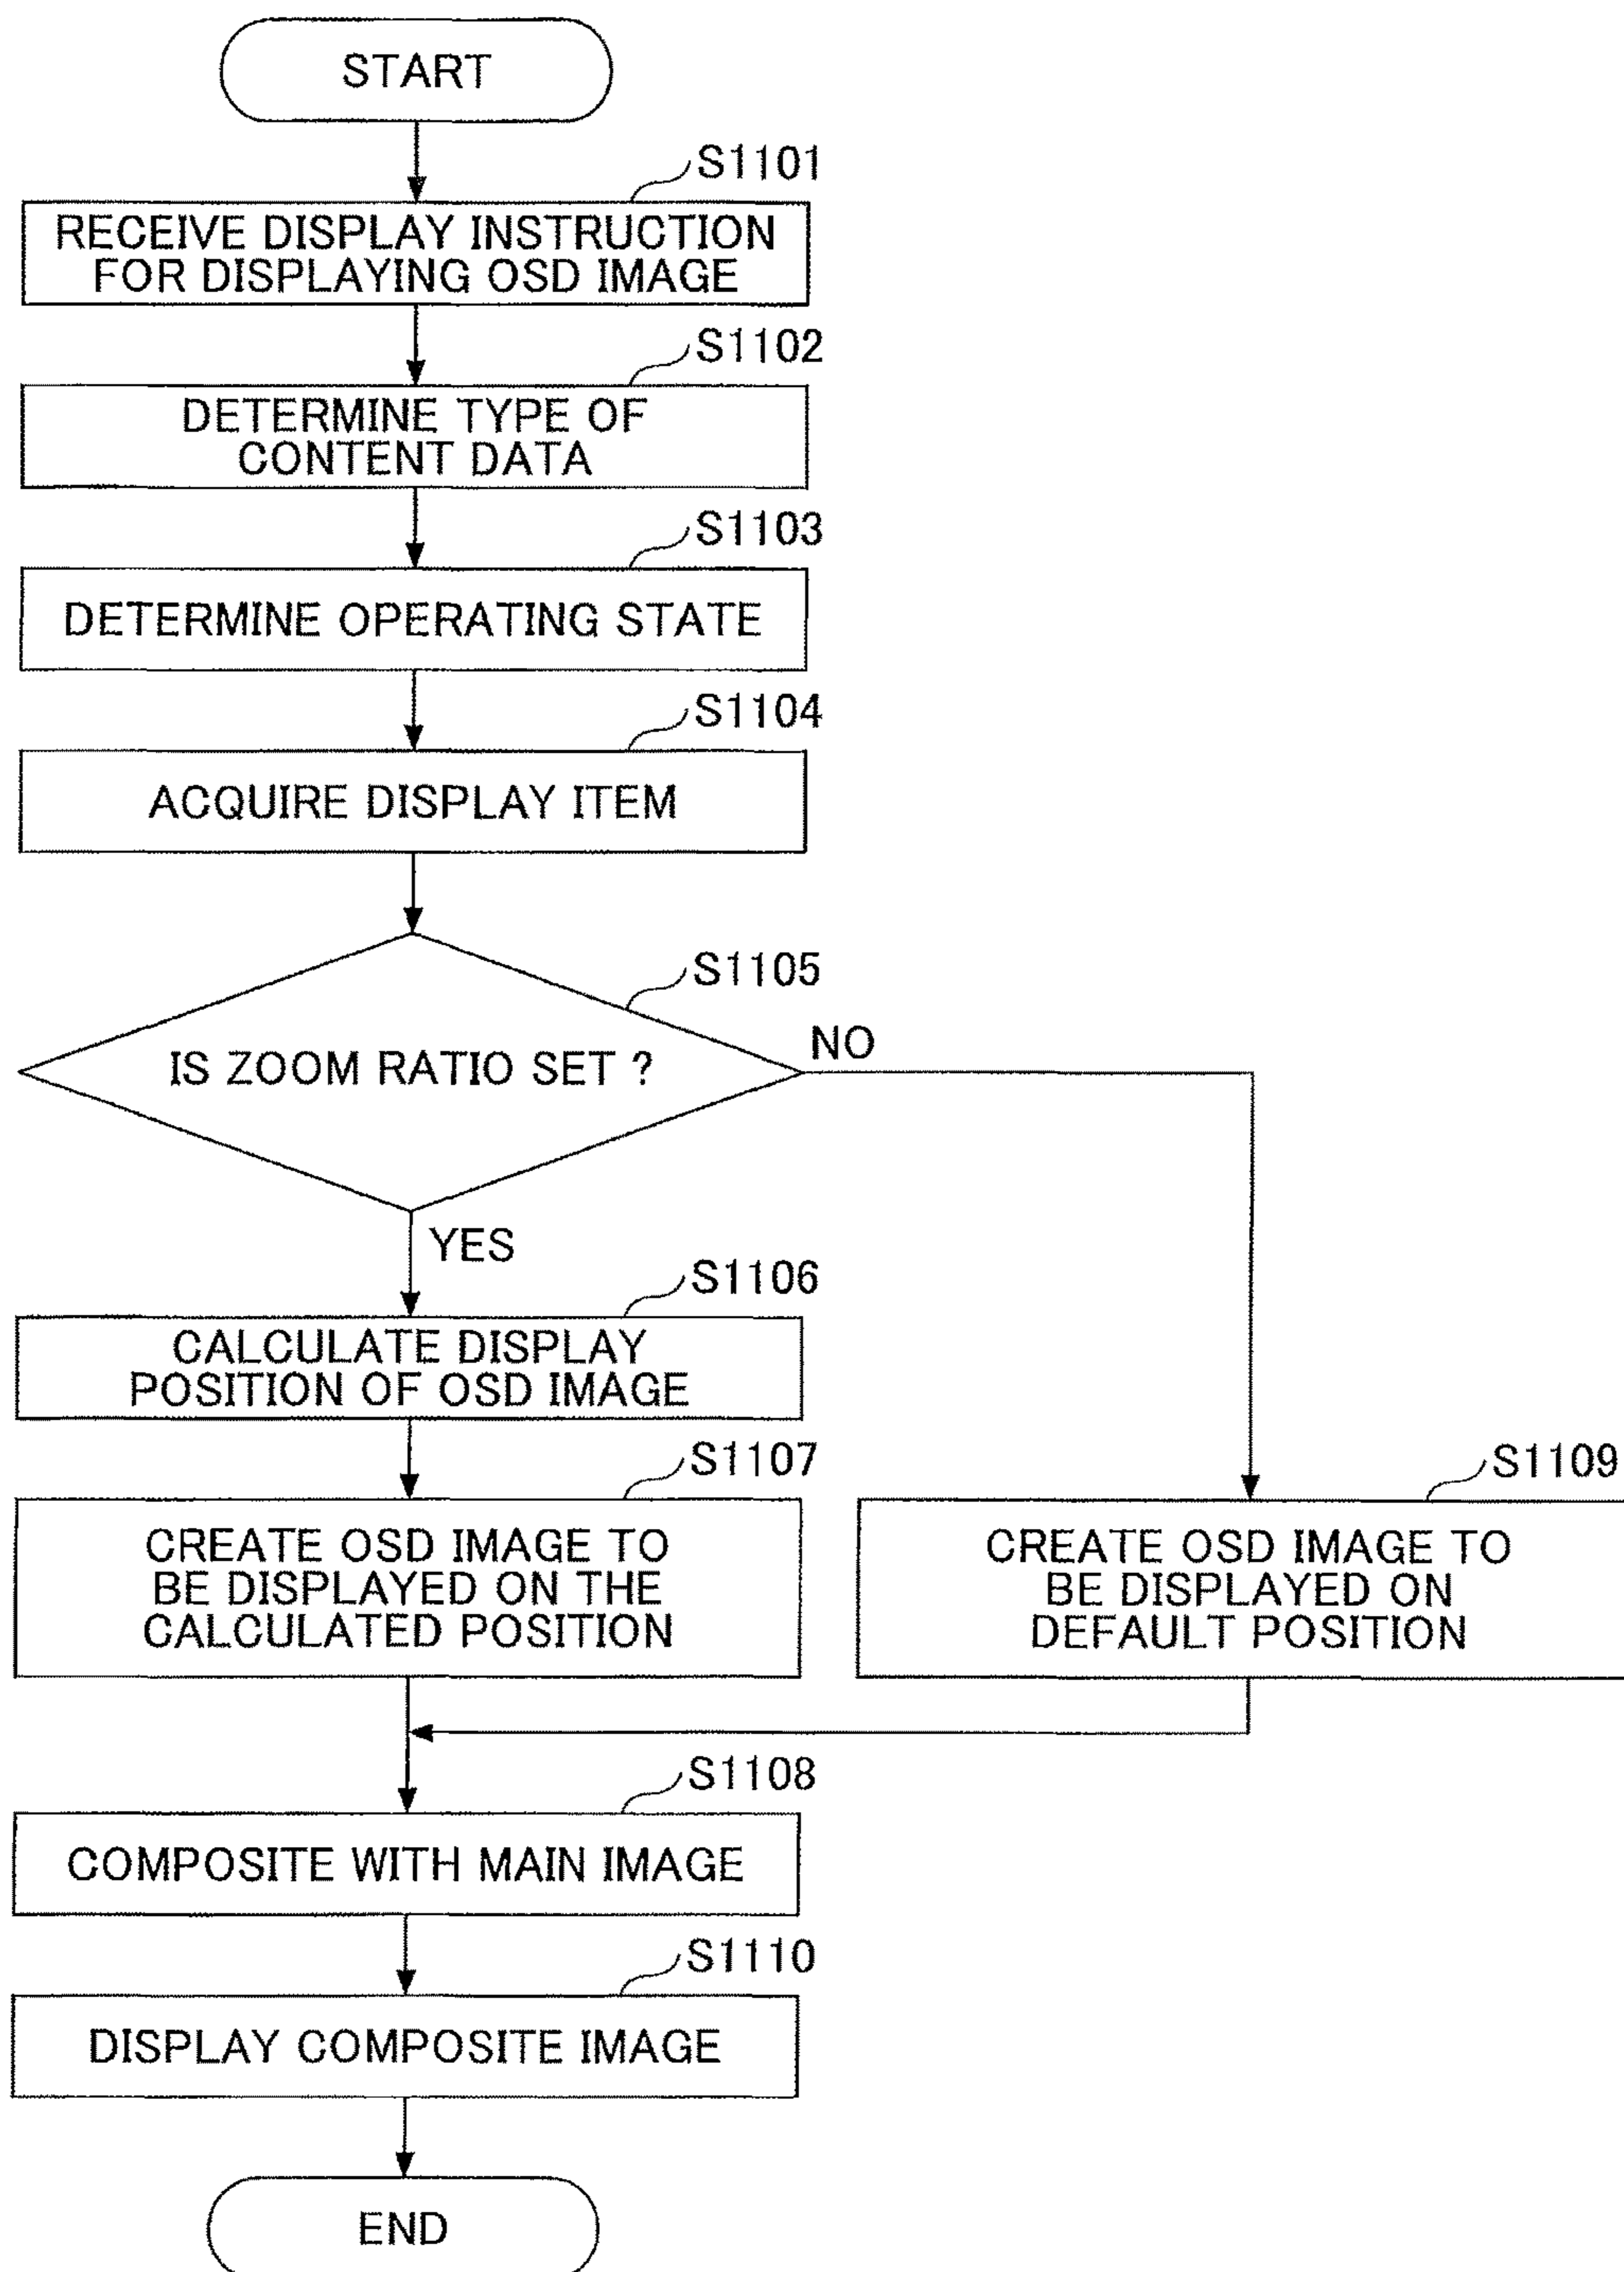 START
S1101
RECEIVE DISPLAY INSTRUCTION
FOR DISPLAYING OSD IMAGE
S1102
DETERMINE TYPE OF
CONTENT DATA
S1103
DETERMINE OPERATING STATE
S1104
ACQUIRE DISPLAY ITEM
S1105
IS ZOOM RATIO SET ?
NO
YES
S1106
CALCULATE DISPLAY
POSITION OF OSD IMAGE
S1107
CREATE OSD IMAGE TO
BE DISPLAYED ON THE
CALCULATED POSITION
S1109
CREATE OSD IMAGE TO
BE DISPLAYED ON
DEFAULT POSITION
S1108
COMPOSITE WITH MAIN IMAGE
S1110
DISPLAY COMPOSITE IMAGE
END